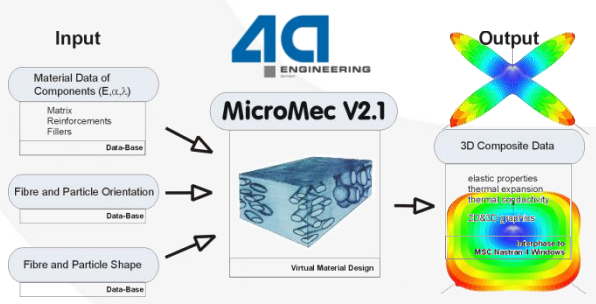 Input
4a
ENGINEERING
Output
Material Data of
Components (E,α,λ)
Matrix
Reinforcements
Fillers
Data-Base
Fibre and Particle Orientation
Data-Base
Fibre and Particle Shape
Data-Base
MicroMec V2.1
Virtual Material Design
3D Composite Data
elastic properties
thermal expansion
thermal conductivity
2D&3D graphics
Interphase to
MSC.Nastran 4 Windows